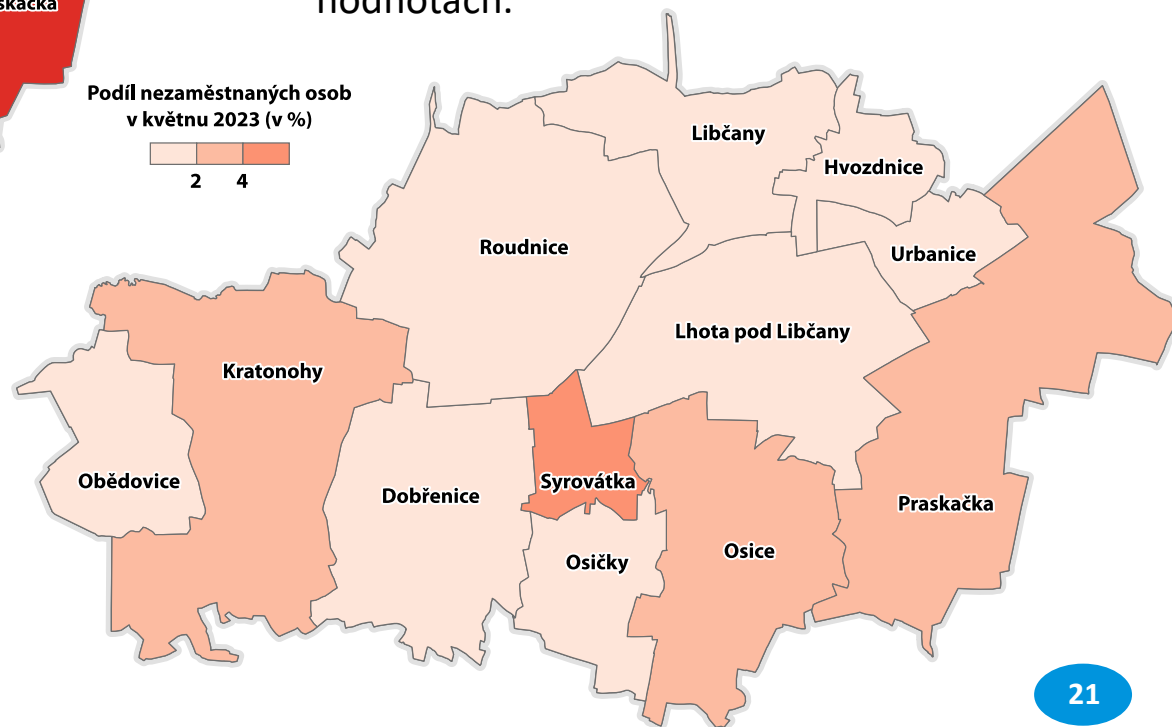 hodnotách.
Podíl nezaměstnaných osob
v květnu 2023 (v %)
2 4
Libčany
Hvozdnice
Roudnice
Urbanice
Lhota pod Libčany
Kratonohy
Obědovice
Syrovátka
Dobřenice
Praskačka
Osice
Osičky
21